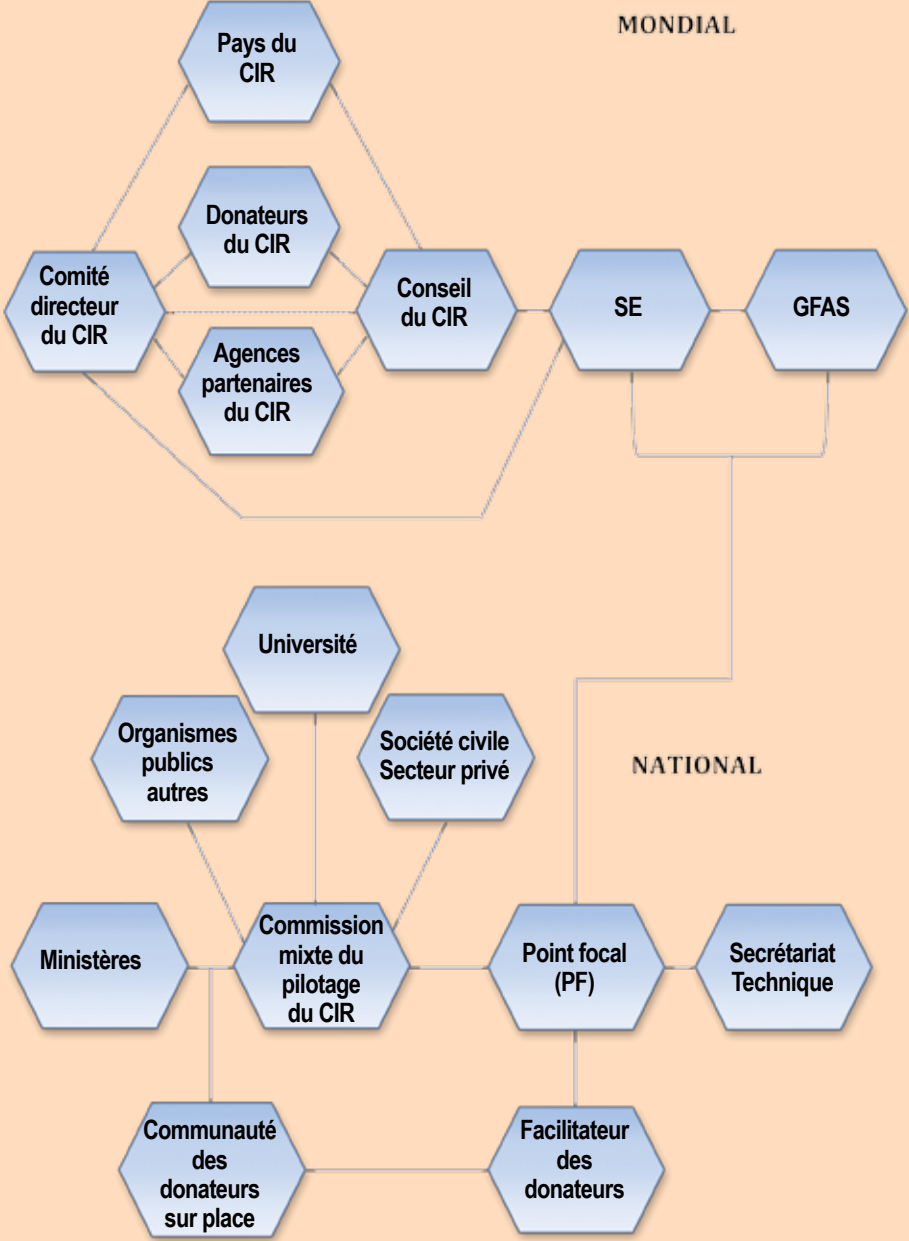 MONDIAL
Pays du
CIR
Donateurs
du CIR
Comité
directeur
du CIR
Conseil
du CIR
SE
GFAS
Agences
partenaires
du CIR
Université
Organismes
publics
autres
Société civile
Secteur privé
NATIONAL
Ministères
Commission
mixte du
pilotage
du CIR
Point focal
(PF)
Secrétariat
Technique
Communauté
des
donateurs
sur place
Facilitateur
des
donateurs